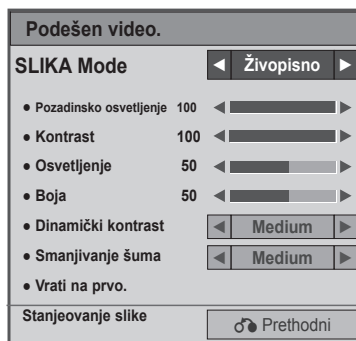 Podešen video.
SLIKA Mode ◄ Živopisno ►
● Pozadinsko osvetljenje 100
● Kontrast 100
● Osvetljenje 50
● Boja 50
● Dinamički kontrast ◄ Medium ►
● Smanjivanje šuma ◄ Medium ►
● Vrati na prvo.
Stanjeovanje slike
Prethodni